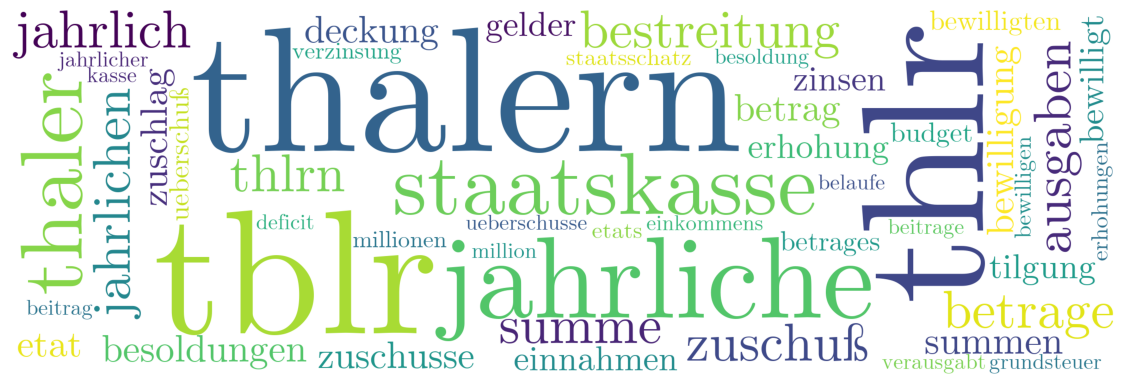 jahrlich
jahrlicher
kasse
deckung
verzinsung
gelder
bestreitung
staatsschatz
besoldung
bewilligten
zinsen
thalern
thaler
jahrlichen
zuschlag
ueberschuß
betrag
erhohung
budget
thlr
bewilligung
bewilligen
ausgaben
bewilligt
erhohungen
thlrn
staatskasse
belaufe
tblr
deficit
millionen
ueberschusse
million
etats
einkommens
jahrliche
betrages
beitrage
tilgung
beitrag
etat
besoldungen
zuschusse
summe
einnahmen
zuschuß
betrage
summen
verausgabt
grundsteuer